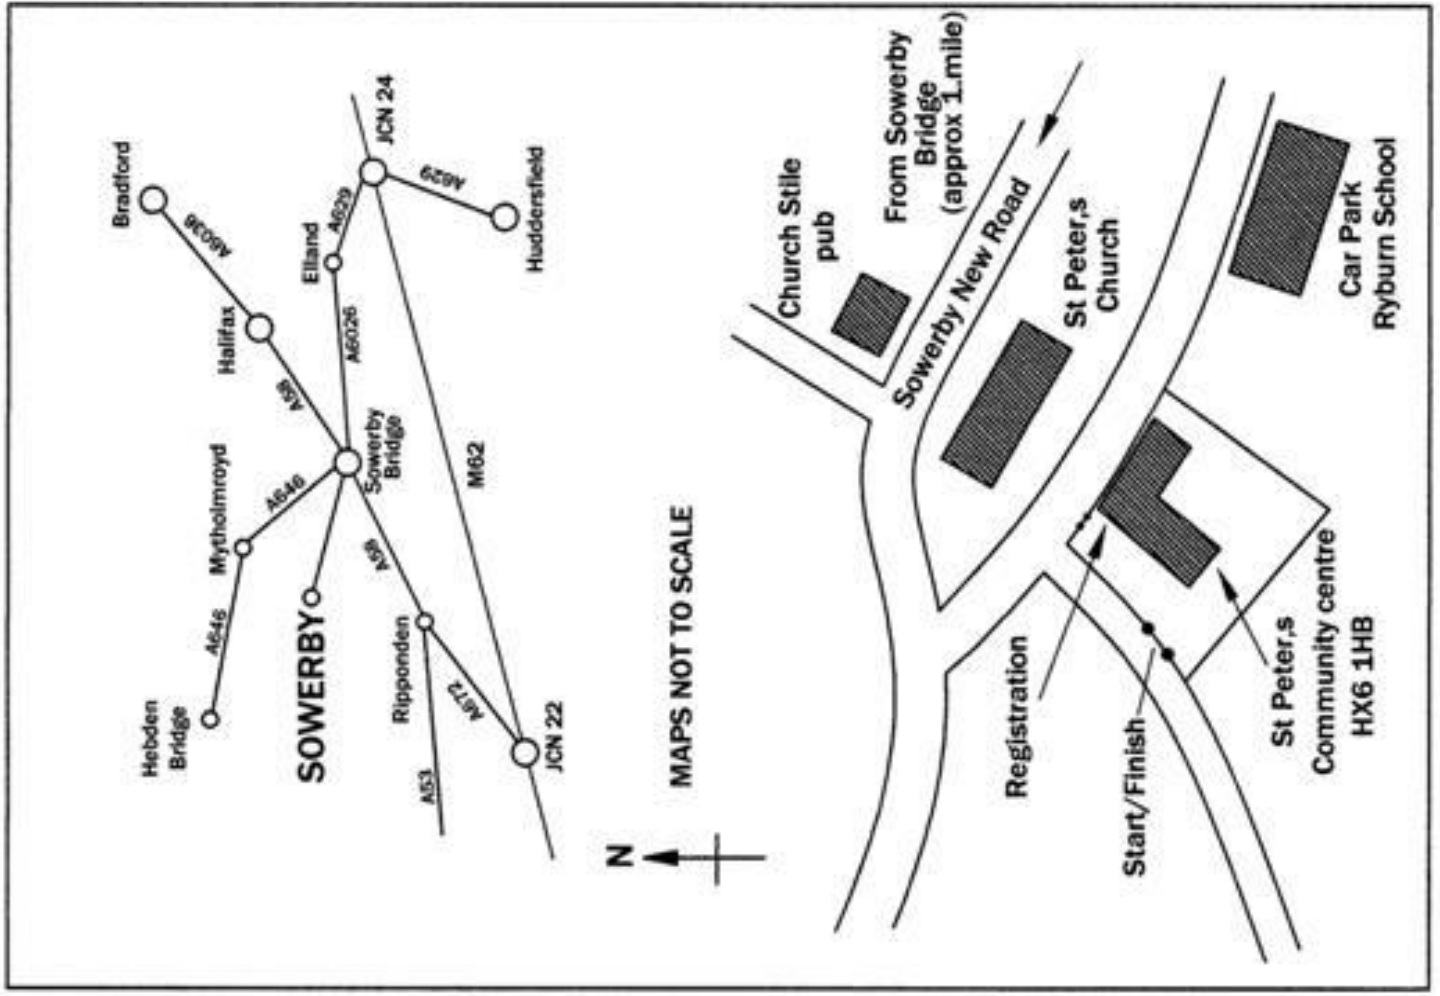 Bradford
A6036
Halifax
A58
Mytholmroyd
A646
A646
Hebden
Bridge
SOWERBY
Sowerby
Bridge
A6026
Elland
A629
JCN 24
A629
Huddersfield
M62
A58
Ripponden
A672
A53
JCN 22
MAPS NOT TO SCALE
N
Church Stile
pub
From Sowerby
Bridge
(approx 1.mile)
Sowerby New Road
St Peter,s
Church
Car Park
Ryburn School
Registration
Start/Finish
St Peter,s
Community centre
HX6 1HB